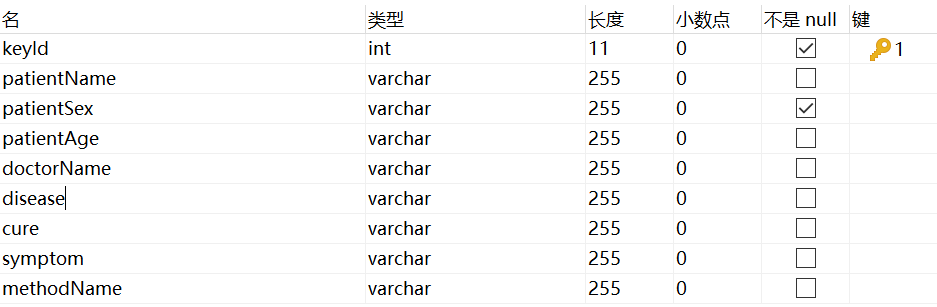 名 类型 长度 小数点 不是 null 键
keyId int 11 0 1
patientName varchar 255 0
patientSex varchar 255 0
patientAge varchar 255 0
doctorName varchar 255 0
disease varchar 255 0
cure varchar 255 0
symptom varchar 255 0
methodName varchar 255 0